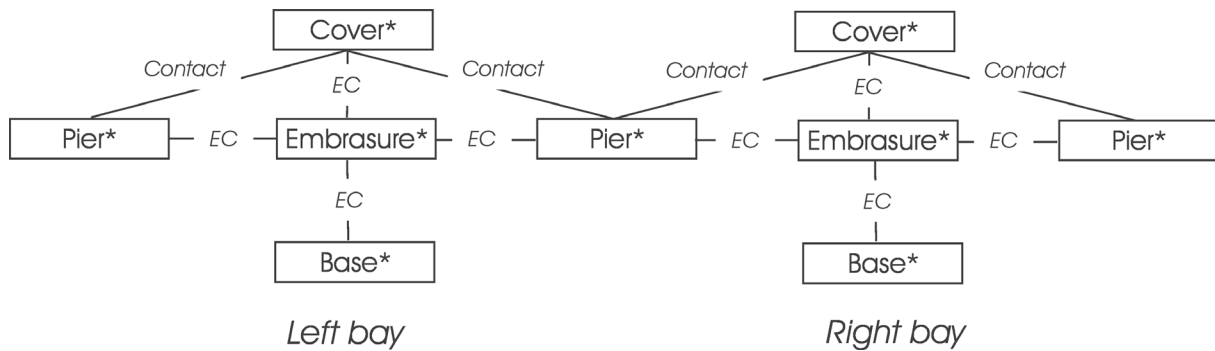 Cover* Cover*
Contact Contact Contact Contact
EC EC
Pier* EC Embrasure* EC Pier* EC Embrasure* EC Pier*
EC EC
Base* Base*
Left bay Right bay